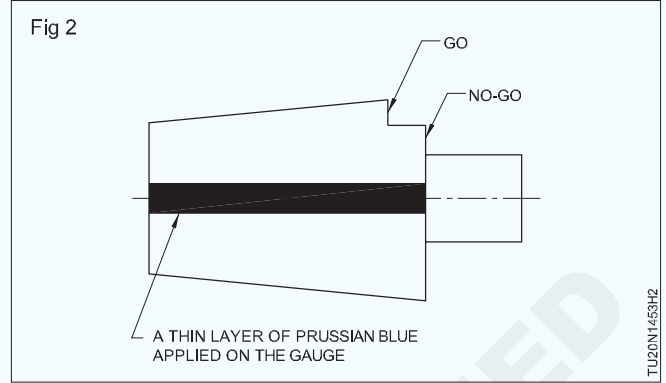 Fig 2
GO
NO-GO
A THIN LAYER OF PRUSSIAN BLUE
APPLIED ON THE GAUGE
TU20N1453H2